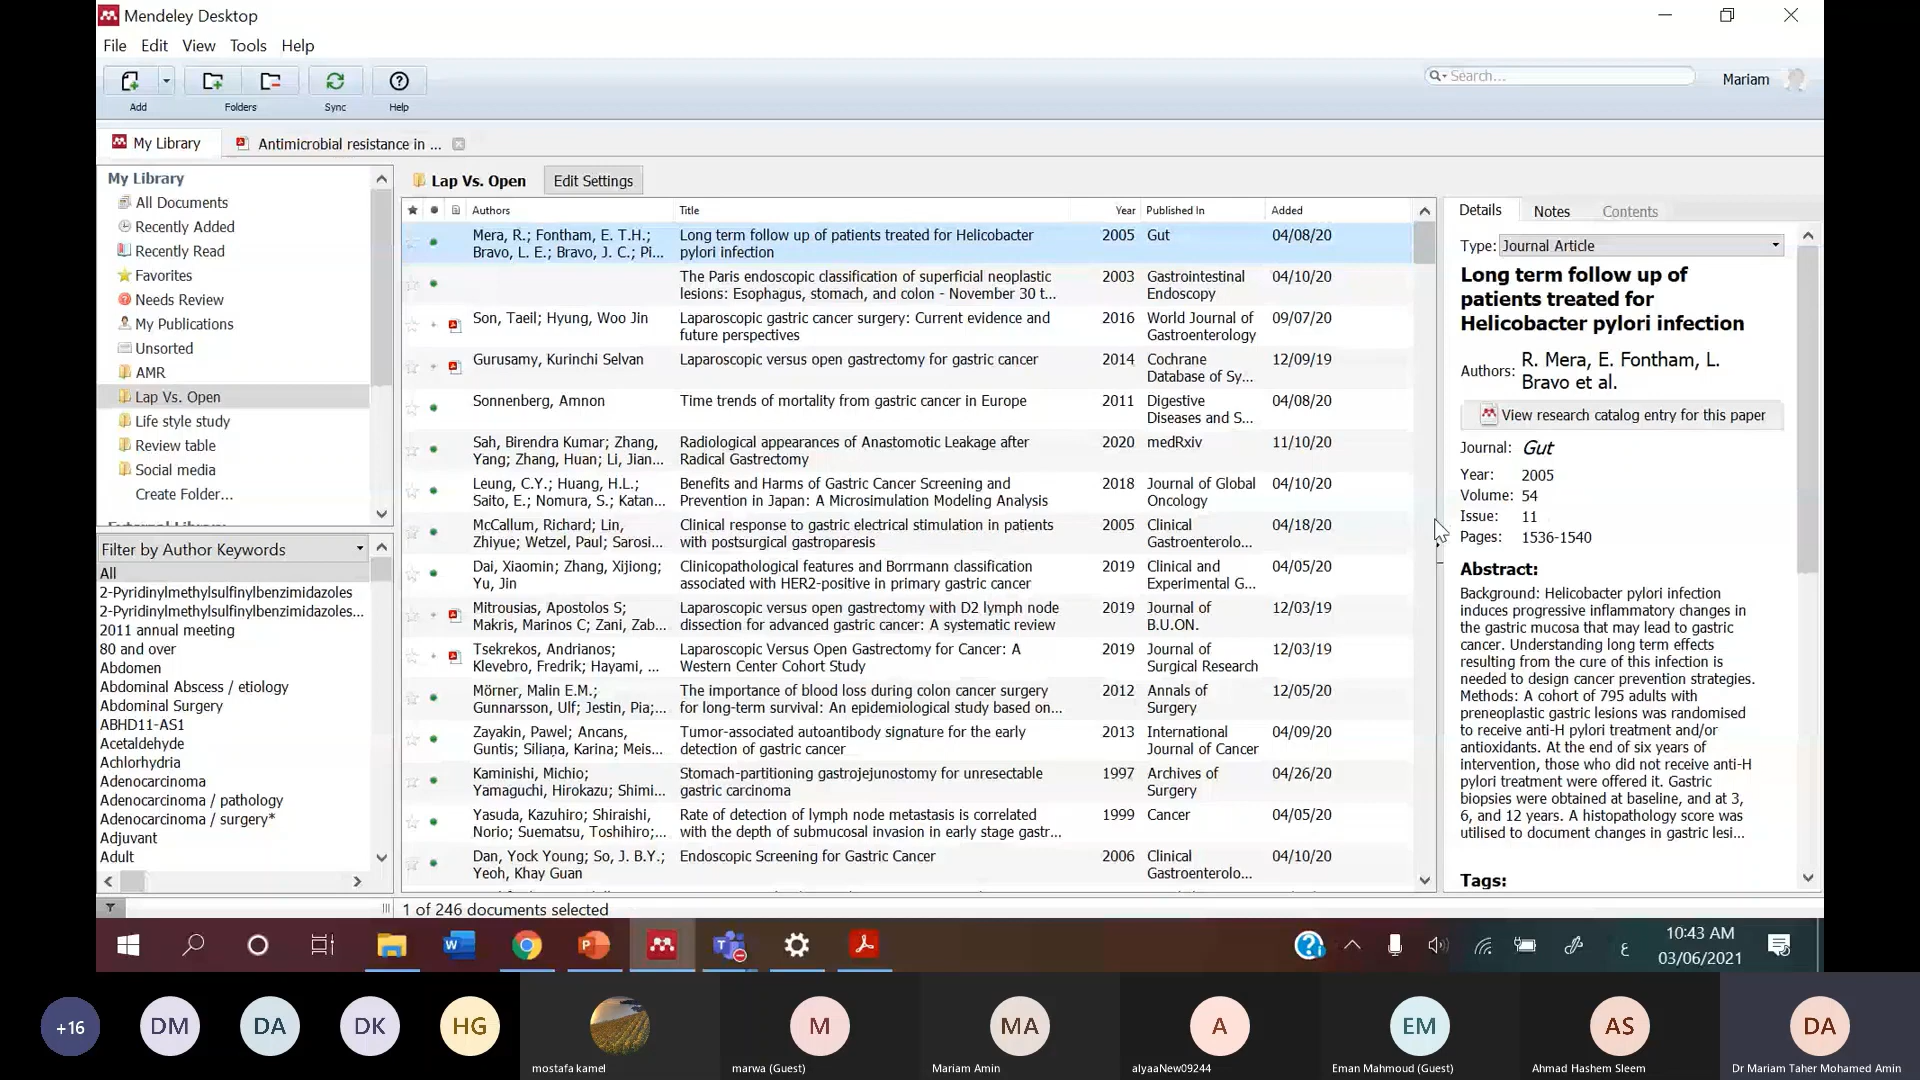 Mendeley Desktop
File Edit View Tools Help
Search...
Mariam
Add Folders Sync Help
My Library
Antimicrobial resistance in ...
My Library
All Documents
Recently Added
Recently Read
Favorites
Needs Review
My Publications
Unsorted
AMR
Lap Vs. Open
Life style study
Review table
Social media
Create Folder...
Filter by Author Keywords
All
2-Pyridinylmethylsulfinylbenzimidazoles
2-Pyridinylmethylsulfinylbenzimidazoles...
2011 annual meeting
80 and over
Abdomen
Abdominal Abscess / etiology
Abdominal Surgery
ABHD11-AS1
Acetaldehyde
Achlorhydria
Adenocarcinoma
Adenocarcinoma / pathology
Adenocarcinoma / surgery*
Adjuvant
Adult
Lap Vs. Open Edit Settings
Authors Title Year Published In Added
Mera, R.; Fontham, E. T.H.; Long term follow up of patients treated for Helicobacter 2005 Gut 04/08/20
Bravo, L. E.; Bravo, J. C.; Pi... pylori infection
The Paris endoscopic classification of superficial neoplastic 2003 Gastrointestinal 04/10/20
lesions: Esophagus, stomach, and colon - November 30 t... Endoscopy
Son, Taeil; Hyung, Woo Jin Laparoscopic gastric cancer surgery: Current evidence and 2016 World Journal of 09/07/20
future perspectives Gastroenterology
Gurusamy, Kurinchi Selvan Laparoscopic versus open gastrectomy for gastric cancer 2014 Cochrane 12/09/19
Database of Sy...
Sonnenberg, Amnon Time trends of mortality from gastric cancer in Europe 2011 Digestive 04/08/20
Diseases and S...
Sah, Birendra Kumar; Zhang, Radiological appearances of Anastomotic Leakage after 2020 medRxiv 11/10/20
Yang; Zhang, Huan; Li, Jian... Radical Gastrectomy
Leung, C.Y.; Huang, H.L.; Benefits and Harms of Gastric Cancer Screening and 2018 Journal of Global 04/10/20
Saito, E.; Nomura, S.; Katan... Prevention in Japan: A Microsimulation Modeling Analysis Oncology
McCallum, Richard; Lin, Clinical response to gastric electrical stimulation in patients 2005 Clinical 04/18/20
Zhiyue; Wetzel, Paul; Sarosi... with postsurgical gastroparesis Gastroenterolo...
Dai, Xiaomin; Zhang, Xijiong; Clinicopathological features and Borrmann classification 2019 Clinical and 04/05/20
Yu, Jin associated with HER2-positive in primary gastric cancer Experimental G...
Mitrousias, Apostolos S; Laparoscopic versus open gastrectomy with D2 lymph node 2019 Journal of 12/03/19
Makris, Marinos C; Zani, Zab... dissection for advanced gastric cancer: A systematic review B.U.ON.
Tsekrekos, Andrianos; Laparoscopic Versus Open Gastrectomy for Cancer: A 2019 Journal of 12/03/19
Klevebro, Fredrik; Hayami, ... Western Center Cohort Study Surgical Research
Mörner, Malin E.M.; The importance of blood loss during colon cancer surgery 2012 Annals of 12/05/20
Gunnarsson, Ulf; Jestin, Pia;... for long-term survival: An epidemiological study based on... Surgery
Zayakin, Pawel; Ancans, Tumor-associated autoantibody signature for the early 2013 International 04/09/20
Guntis; Siliņa, Karina; Meis... detection of gastric cancer Journal of Cancer
Kaminishi, Michio; Stomach-partitioning gastrojejunostomy for unresectable 1997 Archives of 04/26/20
Yamaguchi, Hirokazu; Shimi... gastric carcinoma Surgery
Yasuda, Kazuhiro; Shiraishi, Rate of detection of lymph node metastasis is correlated 1999 Cancer 04/05/20
Norio; Suematsu, Toshihiro;... with the depth of submucosal invasion in early stage gastr...
Dan, Yock Young; So, J. B.Y.; Endoscopic Screening for Gastric Cancer 2006 Clinical 04/10/20
Yeoh, Khay Guan Gastroenterolo...
1 of 246 documents selected
Details Notes Contents
Type: Journal Article
Long term follow up of
patients treated for
Helicobacter pylori infection
Authors: R. Mera, E. Fontham, L.
Bravo et al.
View research catalog entry for this paper
Journal: Gut
Year: 2005
Volume: 54
Issue: 11
Pages: 1536-1540
Abstract:
Background: Helicobacter pylori infection
induces progressive inflammatory changes in
the gastric mucosa that may lead to gastric
cancer. Understanding long term effects
resulting from the cure of this infection is
needed to design cancer prevention strategies.
Methods: A cohort of 795 adults with
preneoplastic gastric lesions was randomised
to receive anti-H pylori treatment and/or
antioxidants. At the end of six years of
intervention, those who did not receive anti-H
pylori treatment were offered it. Gastric
biopsies were obtained at baseline, and at 3,
6, and 12 years. A histopathology score was
utilised to document changes in gastric lesi...
Tags:
ع
10:43 AM
03/06/2021
+16 DM DA DK HG M MA A EM AS DA
mostafa kamel marwa (Guest) Mariam Amin alyaaNew09244 Eman Mahmoud (Guest) Ahmad Hashem Sleem Dr Mariam Taher Mohamed Amin